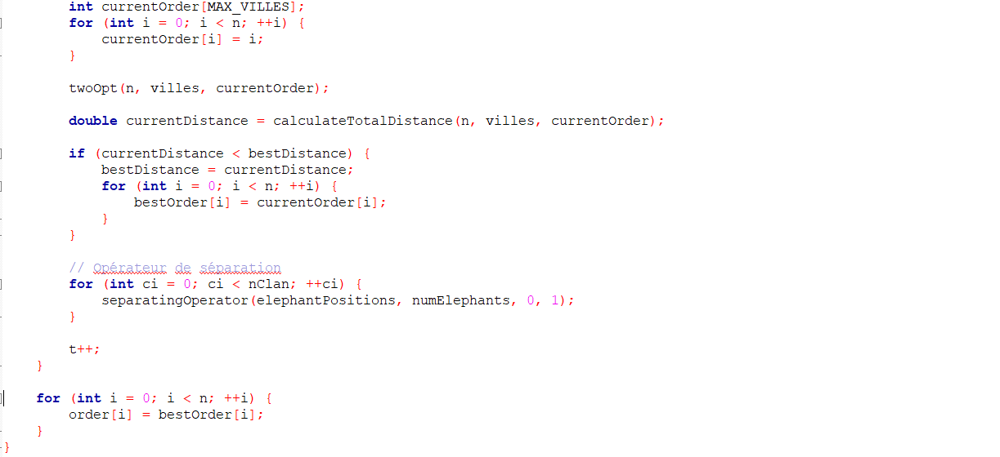 int currentOrder[MAX_VILLES];
for (int i = 0; i < n; ++i) {
currentOrder[i] = i;
}
twoOpt(n, villes, currentOrder);
double currentDistance = calculateTotalDistance(n, villes, currentOrder);
if (currentDistance < bestDistance) {
bestDistance = currentDistance;
for (int i = 0; i < n; ++i) {
bestOrder[i] = currentOrder[i];
}
}
// Opérateur de séparation
for (int ci = 0; ci < nClan; ++ci) {
separatingOperator(elephantPositions, numElephants, 0, 1);
}
t++;
}
for (int i = 0; i < n; ++i) {
order[i] = bestOrder[i];
}
}